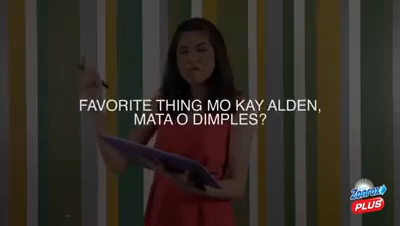 FAVORITE THING MO KAY ALDEN,
MATA O DIMPLES?
Zonrox
PLUS